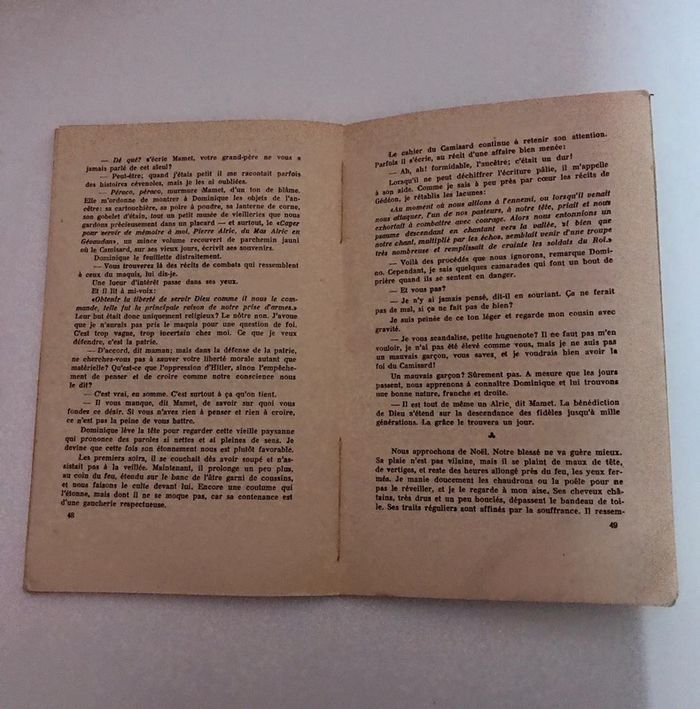 — Dé qué? s'écrie Mamet, votre grand-père ne vous a
jamais parlé de cet aïeul?
— Peut-être; quand j'étais petit il me racontait parfois
des histoires cévenoles, mais je les ai oubliées.
— Péraco, péraco, murmure Mamet, d'un ton de blâme.
Elle m'ordonne de montrer à Dominique les objets de l'an-
cêtre: sa cartouchière, sa poire à poudre, sa lanterne de corne,
son gobelet d'étain, tout un petit musée de vieilleries que nous
gardons précieusement dans un placard — et surtout, le «Cayer
pour servir de mémoire à moi, Pierre Alric, du Mas Alric en
Géoaudan», un mince volume recouvert de parchemin jauni
où le Camisard, sur ses vieux jours, écrivit ses souvenirs.
Dominique le feuillette distraitement.
— Vous trouverez là des récits de combats qui ressemblent
à ceux du maquis, lui dis-je.
Une lueur d'intérêt passe dans ses yeux.
Et il lit à mi-voix:
«Obtenir la liberté de servir Dieu comme il nous le com-
mande, telle fut la principale raison de notre prise d'armes.»
Leur but était donc uniquement religieux? Le nôtre non. J'avoue
que je n'aurais pas pris le maquis pour une question de foi.
C'est trop vague, trop incertain chez moi. Ce que je veux
défendre, c'est la patrie.
— D'accord, dit maman; mais dans la défense de la patrie,
ne cherchez-vous pas à sauver votre liberté morale autant que
matérielle? Qu'est-ce que l'oppression d'Hitler, sinon l'empêche-
ment de penser et de croire comme notre conscience nous
le dit?
— C'est vrai, en somme. C'est surtout à ça qu'on tient.
— Il vous manque, dit Mamet, de savoir sur quoi vous
fondez ce désir. Si vous n'avez rien à penser et rien à croire,
ce n'est pas la peine de vous battre.
Dominique lève la tête pour regarder cette vieille paysanne
qui prononce des paroles si nettes et si pleines de sens. Je
devine que cette fois son étonnement nous est plutôt favorable.
Les premiers soirs, il se couchait dès avoir soupé et n'as-
sistait pas à la veillée. Maintenant, il prolonge un peu plus,
au coin du feu, étendu sur le banc de l'âtre garni de coussins,
et nous faisons le culte devant lui. Encore une coutume qui
l'étonne, mais dont il ne se moque pas, car sa contenance est
d'une gaucherie respectueuse.
48
Le cahier du Camisard continue à retenir son attention.
Parfois il s'écrie, au récit d'une affaire bien menée:
— Ah, ah! formidable, l'ancêtre; c'était un dur!
Lorsqu'il ne peut déchiffrer l'écriture pâlie, il m'appelle
à son aide. Comme je sais à peu près par cœur les récits de
Gédéon, je rétablis les lacunes:
«Au moment où nous allions à l'ennemi, ou lorsqu'il venait
nous attaquer, l'un de nos pasteurs, à notre tête, priait et nous
exhortait à combattre avec courage. Alors nous entonnions un
psaume descendant en chantant vers la vallée, si bien que
notre chant, multiplié par les échos, semblait venir d'une troupe
très nombreuse et remplissait de crainte les soldats du Roi.»
— Voilà des procédés que nous ignorons, remarque Domi-
no. Cependant, je sais quelques camarades qui font un bout de
prière quand ils se sentent en danger.
— Et vous pas?
— Je n'y ai jamais pensé, dit-il en souriant. Ça ne ferait
pas de mal, si ça ne fait pas de bien?
Je suis peinée de ce ton léger et regarde mon cousin avec
gravité.
— Je vous scandalise, petite huguenote? Il ne faut pas m'en
vouloir, je n'ai pas été élevé comme vous, mais je ne suis pas
un mauvais garçon, vous savez, et je voudrais bien avoir la
foi du Camisard!
Un mauvais garçon? Sûrement pas. A mesure que les jours
passent, nous apprenons à connaître Dominique et lui trouvons
une bonne nature, franche et droite.
— Il est tout de même un Alric, dit Mamet. La bénédiction
de Dieu s'étend sur la descendance des fidèles jusqu'à mille
générations. La grâce le trouvera un jour.
Nous approchons de Noël. Notre blessé ne va guère mieux.
Sa plaie n'est pas vilaine, mais il se plaint de maux de tête,
de vertiges, et reste des heures allongé près du feu, les yeux fer-
més. Je manie doucement les chaudrons ou la poêle pour ne
pas le réveiller, et je le regarde à mon aise. Ses cheveux châ-
tains, très drus et un peu bouclés, dépassent le bandeau de toi-
le. Ses traits réguliers sont affinés par la souffrance. Il ressem-
49